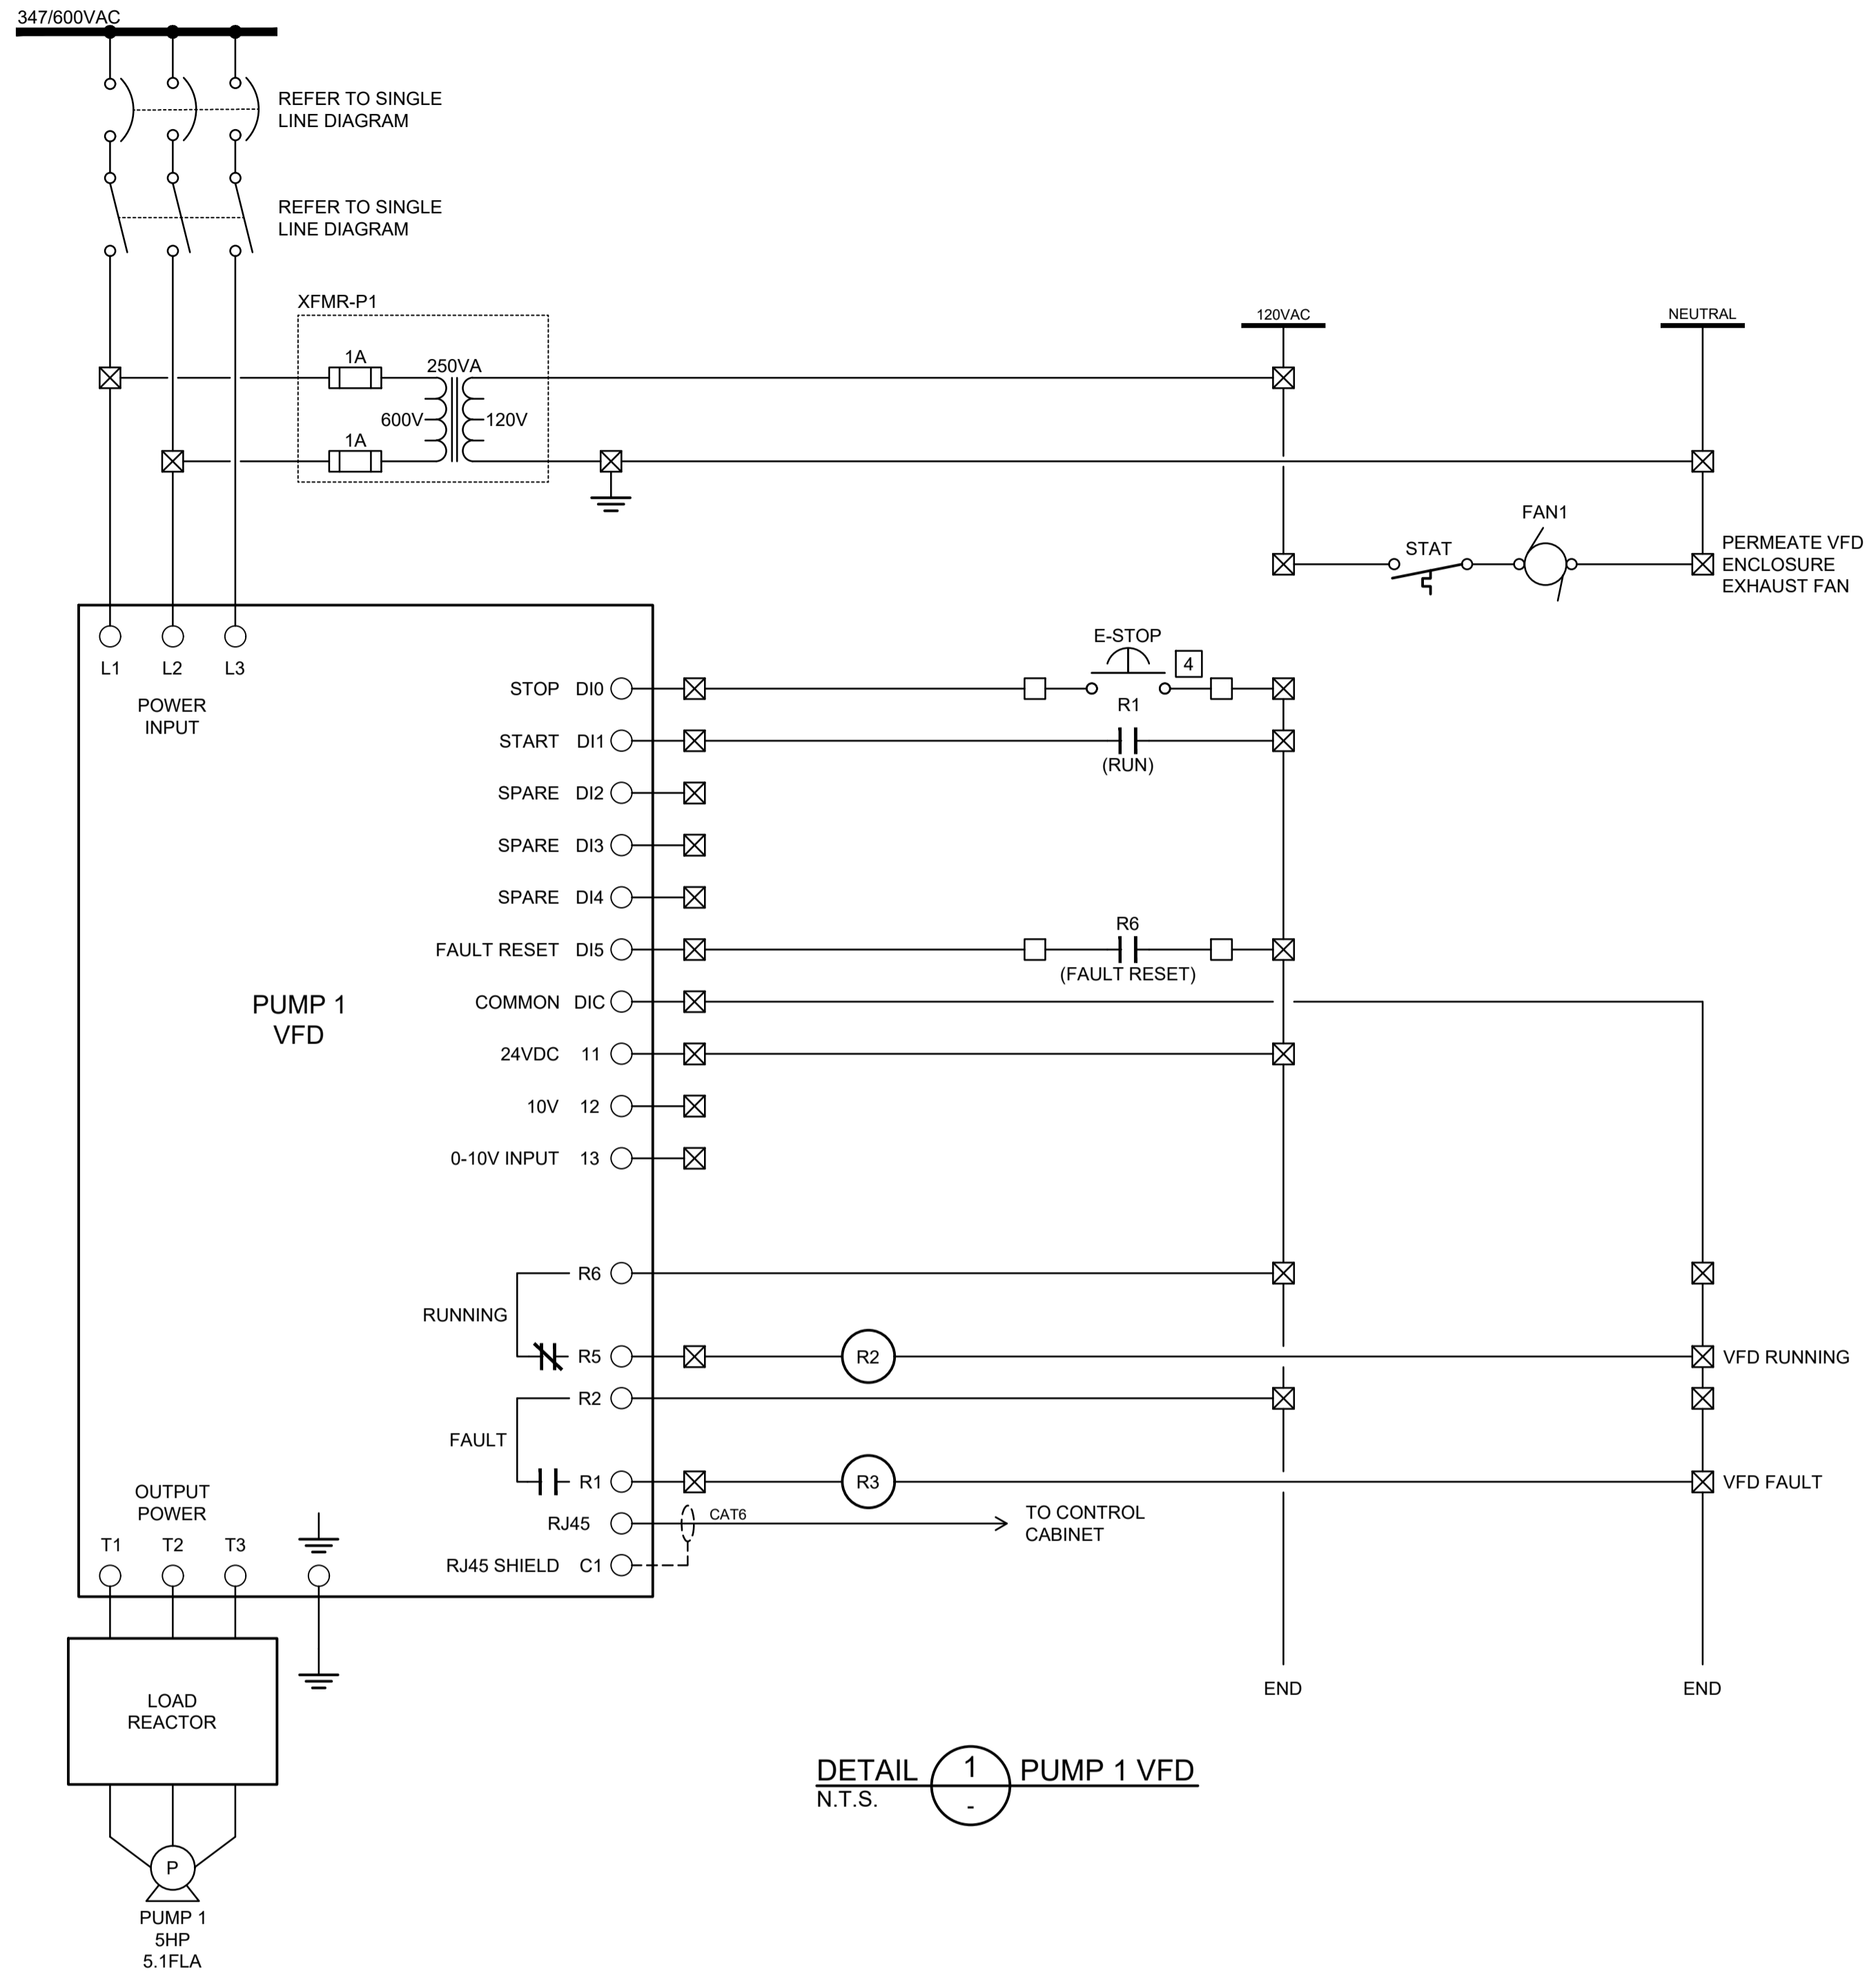 347/600VAC
REFER TO SINGLE
LINE DIAGRAM
REFER TO SINGLE
LINE DIAGRAM
XFMR-P1
1A
250VA
600V
120V
1A
120VAC
NEUTRAL
FAN1
STAT
PERMEATE VFD
ENCLOSURE
EXHAUST FAN
L1 L2 L3
POWER
INPUT
E-STOP
4
STOP DI0
R1
START DI1
(RUN)
SPARE DI2
SPARE DI3
SPARE DI4
R6
FAULT RESET DI5
(FAULT RESET)
PUMP 1
VFD
COMMON DIC
24VDC 11
10V 12
0-10V INPUT 13
R6
RUNNING
R5
R2
VFD RUNNING
R2
FAULT
R1
R3
VFD FAULT
RJ45
CAT6
TO CONTROL
CABINET
RJ45 SHIELD C1
OUTPUT
POWER
T1 T2 T3
LOAD
REACTOR
END
END
DETAIL 1 PUMP 1 VFD
N.T.S. -
P
PUMP 1
5HP
5.1FLA